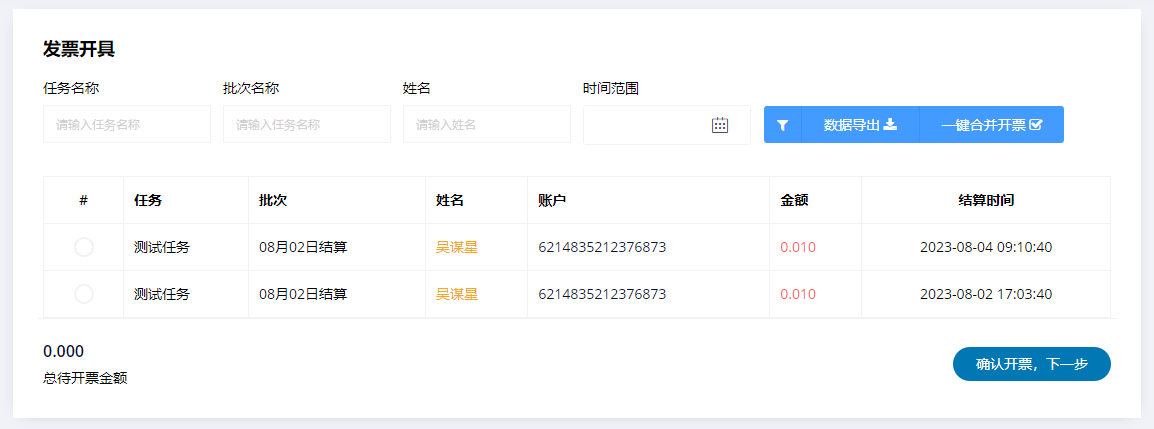 发票开具
任务名称 批次名称 姓名 时间范围
请输入任务名称 请输入任务名称 请输入姓名 数据导出 一键合并开票
# 任务 批次 姓名 账户 金额 结算时间
测试任务 08月02日结算 吴谋星 6214835212376873 0.010 2023-08-04 09:10:40
测试任务 08月02日结算 吴谋星 6214835212376873 0.010 2023-08-02 17:03:40
0.000
总待开票金额
确认开票，下一步